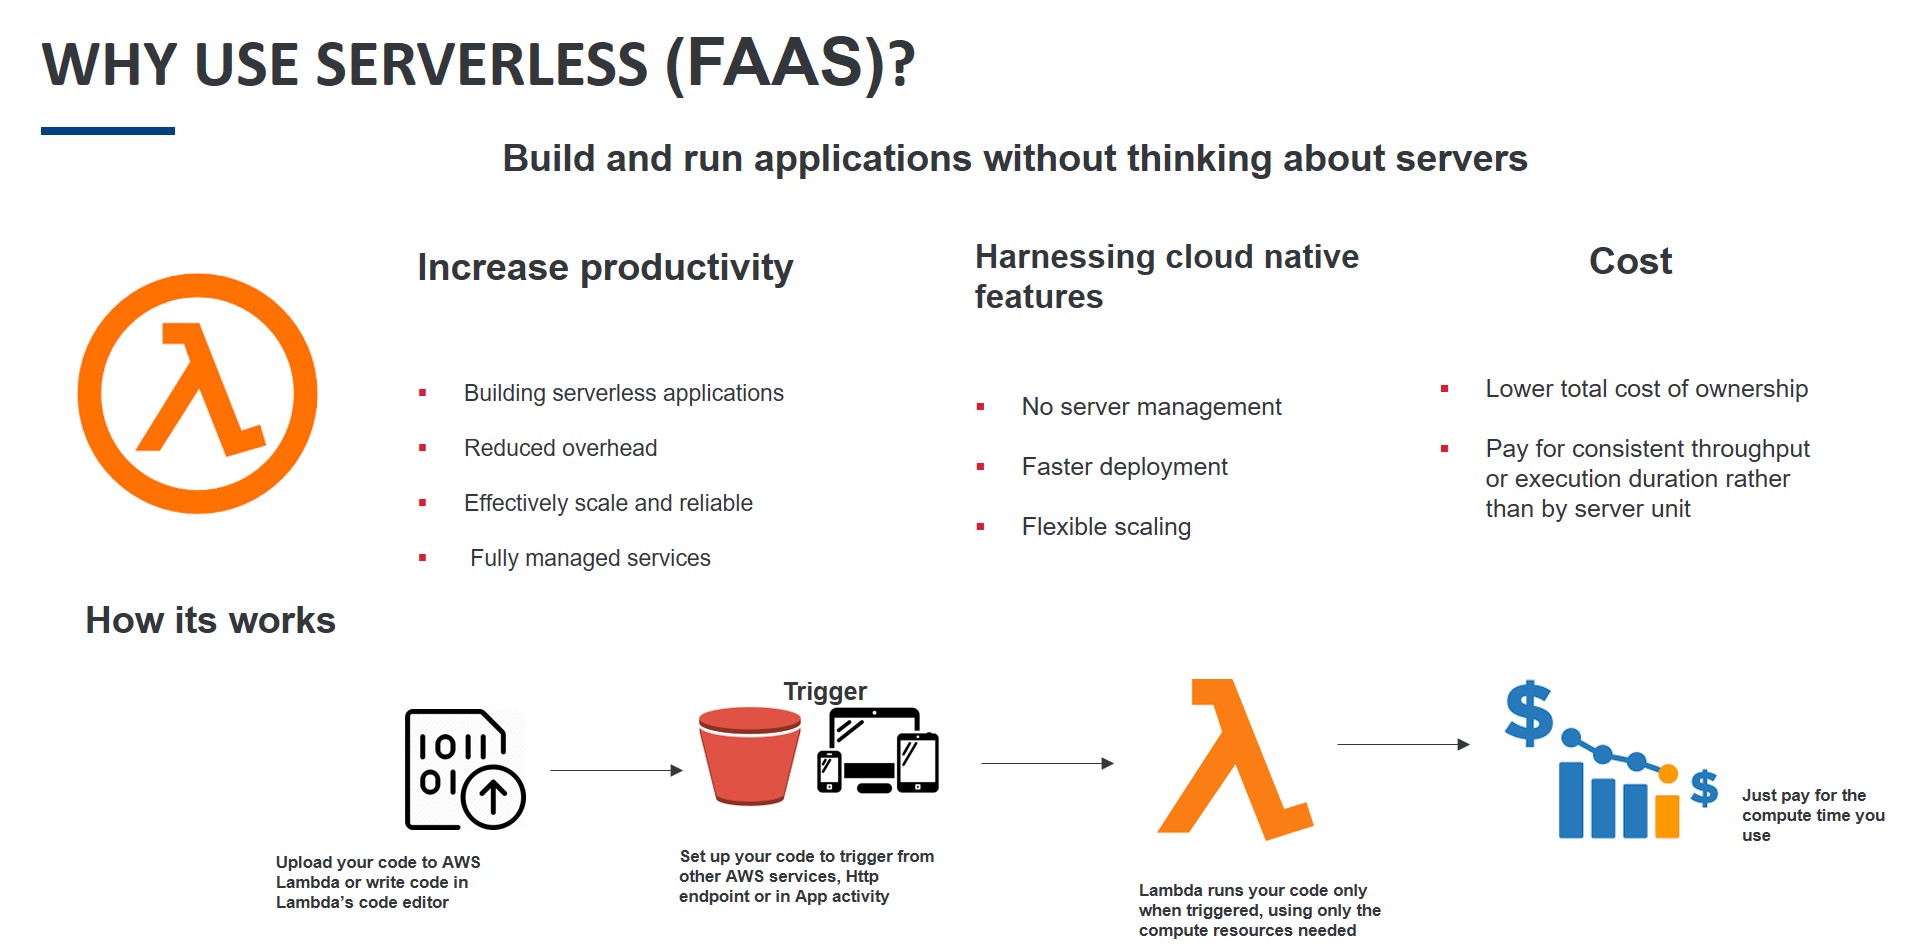 WHY USE SERVERLESS (FAAS)?
Build and run applications without thinking about servers
Increase productivity
Building serverless applications
Reduced overhead
Effectively scale and reliable
Fully managed services
Harnessing cloud native
features
No server management
Faster deployment
Flexible scaling
Cost
Lower total cost of ownership
Pay for consistent throughput
or execution duration rather
than by server unit
How its works
Upload your code to AWS
Lambda or write code in
Lambda's code editor
Trigger
Set up your code to trigger from
other AWS services, Http
endpoint or in App activity
Lambda runs your code only
when triggered, using only the
compute resources needed
Just pay for the
compute time you
use